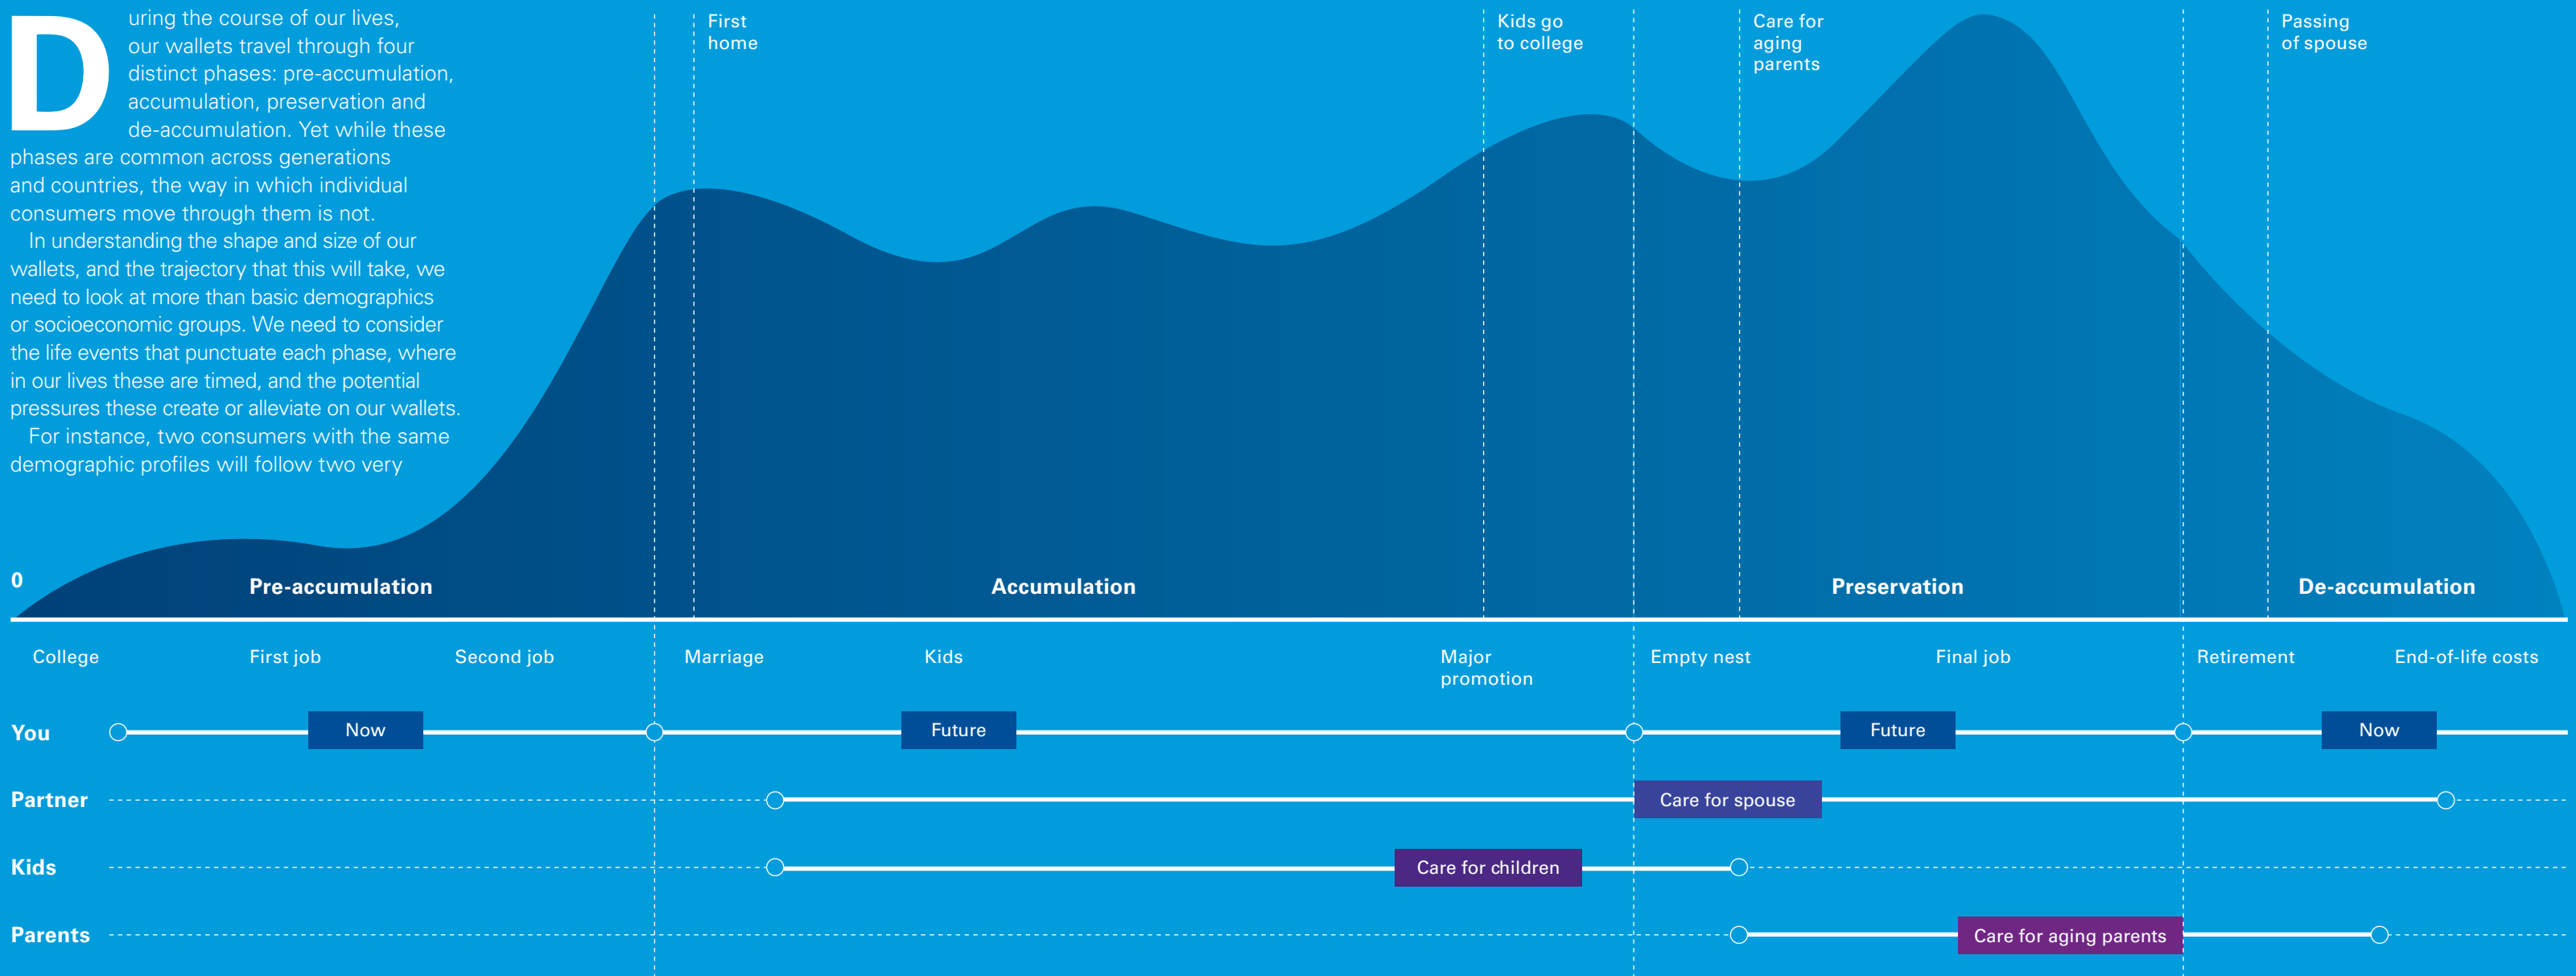 During the course of our lives,
our wallets travel through four
distinct phases: pre-accumulation,
accumulation, preservation and
de-accumulation. Yet while these
phases are common across generations
and countries, the way in which individual
consumers move through them is not.
In understanding the shape and size of our
wallets, and the trajectory that this will take, we
need to look at more than basic demographics
or socioeconomic groups. We need to consider
the life events that punctuate each phase, where
in our lives these are timed, and the potential
pressures these create or alleviate on our wallets.
For instance, two consumers with the same
demographic profiles will follow two very
First
home
Kids go
to college
Care for
aging
parents
Passing
of spouse
0
Pre-accumulation
Accumulation
Preservation
De-accumulation
College
First job
Second job
Marriage
Kids
Major
promotion
Empty nest
Final job
Retirement
End-of-life costs
You
Now
Future
Future
Now
Partner
Care for spouse
Kids
Care for children
Parents
Care for aging parents